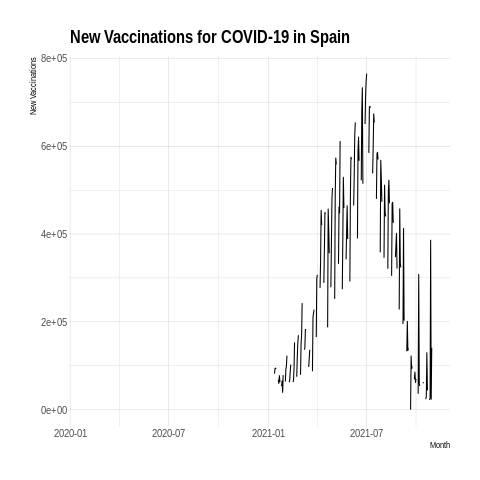 New Vaccinations for COVID-19 in Spain
New Vaccinations
8e+05
6e+05
4e+05
2e+05
0e+00
2020-01 2020-07 2021-01 2021-07
Month